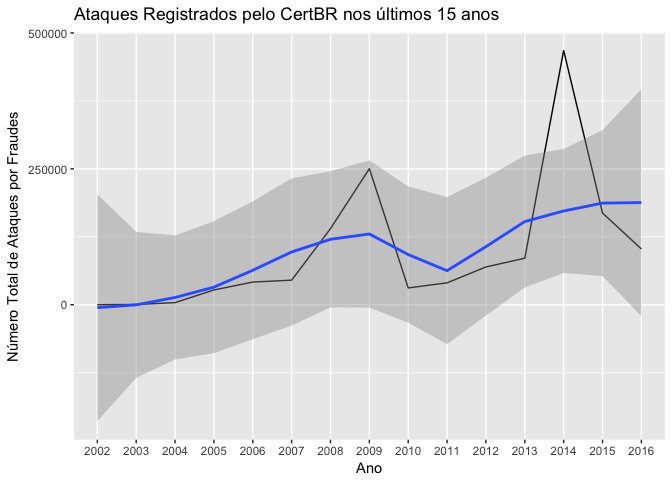 Ataques Registrados pelo CertBR nos últimos 15 anos
Número Total de Ataques por Fraudes
500000
250000
0
2002 2003 2004 2005 2006 2007 2008 2009 2010 2011 2012 2013 2014 2015 2016
Ano